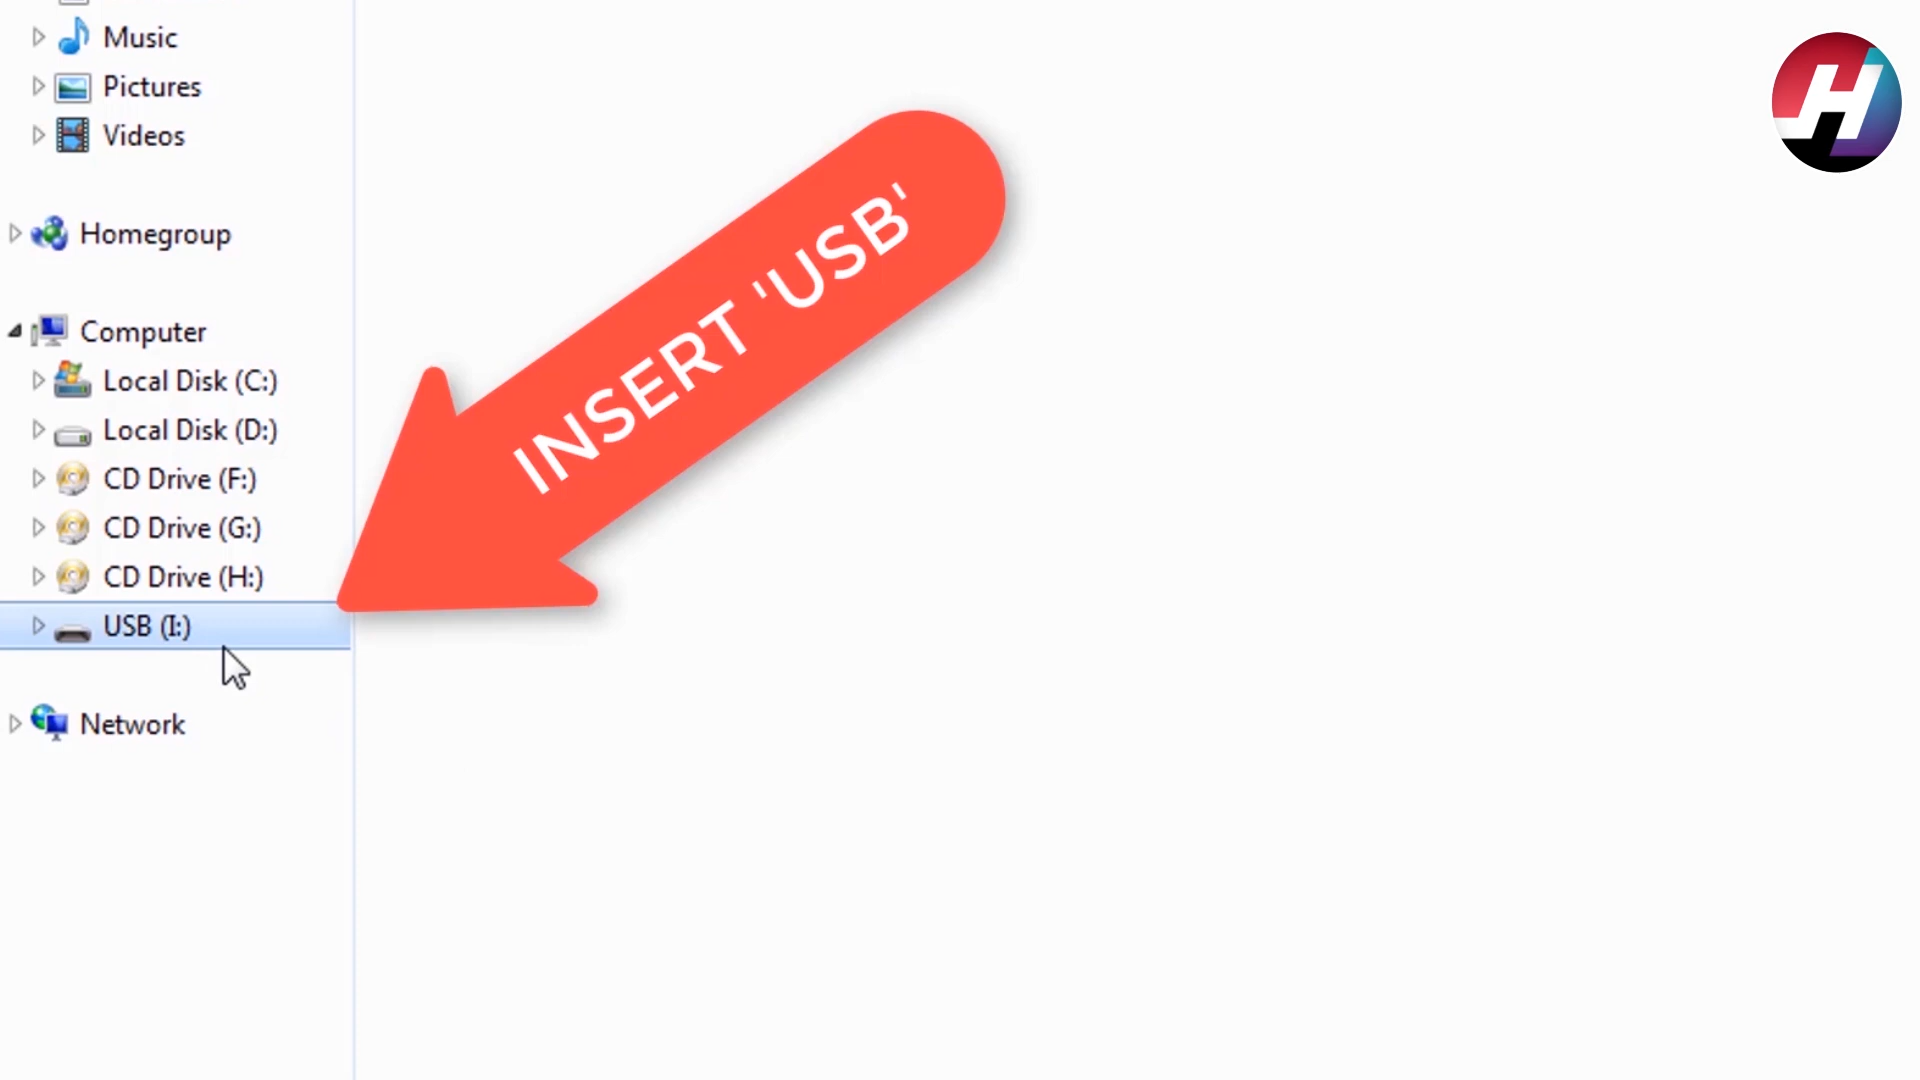 Music
Pictures
Videos
Homegroup
Computer
Local Disk (C:)
Local Disk (D:)
CD Drive (F:)
CD Drive (G:)
CD Drive (H:)
USB (I:)
Network
INSERT 'USB'
H